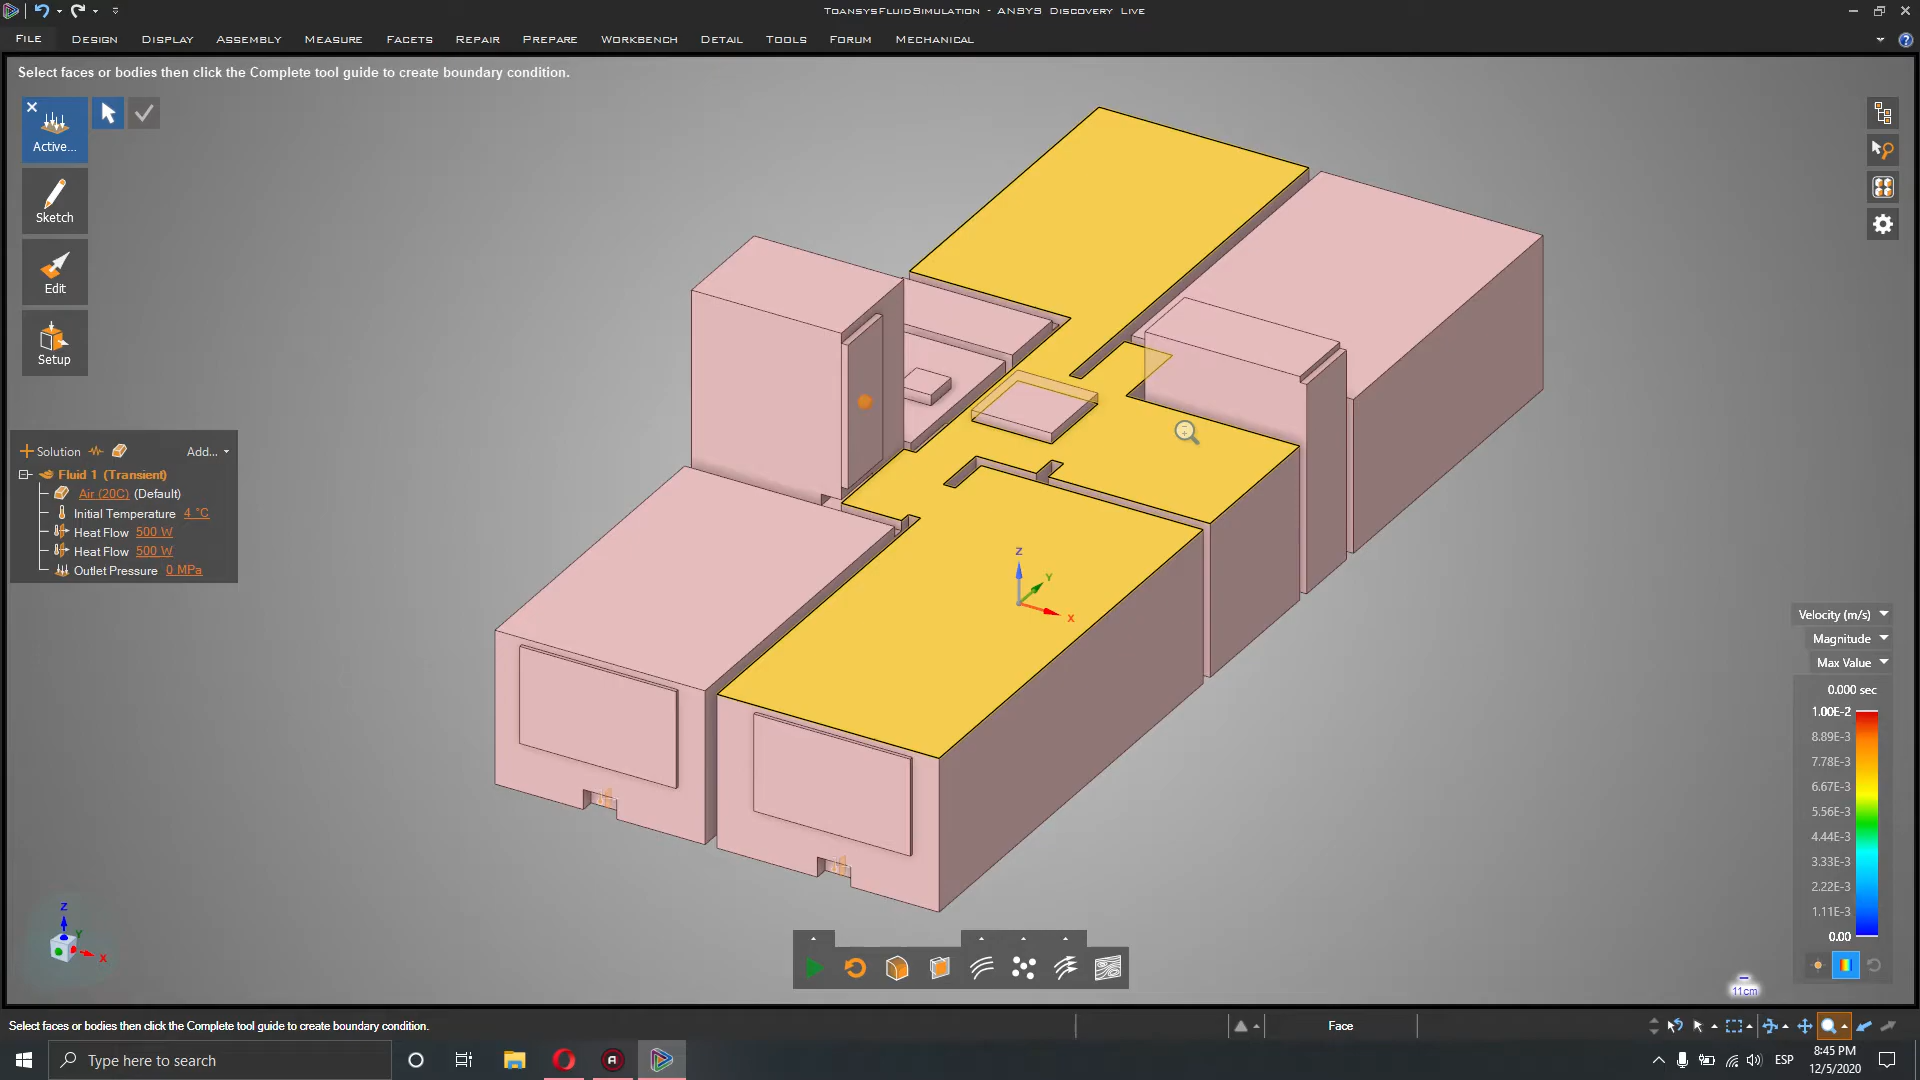 ToansysFluidSimulation - ANSYS Discovery Live
File Design Display Assembly Measure Facets Repair Prepare Workbench Detail Tools Forum Mechanical
Select faces or bodies then click the Complete tool guide to create boundary condition.
Active...
Sketch
Edit
Setup
Solution Add...
Fluid 1 (Transient)
Air (20C) (Default)
Initial Temperature 4 °C
Heat Flow 500 W
Heat Flow 500 W
Outlet Pressure 0 MPa
Z
Y
X
Velocity (m/s)
Magnitude
Max Value
0.000 sec
1.00E-2
8.89E-3
7.78E-3
6.67E-3
5.56E-3
4.44E-3
3.33E-3
2.22E-3
1.11E-3
0.00
Z
Y
X
11cm
Select faces or bodies then click the Complete tool guide to create boundary condition.
Face
Type here to search
ESP
8:45 PM
12/5/2020